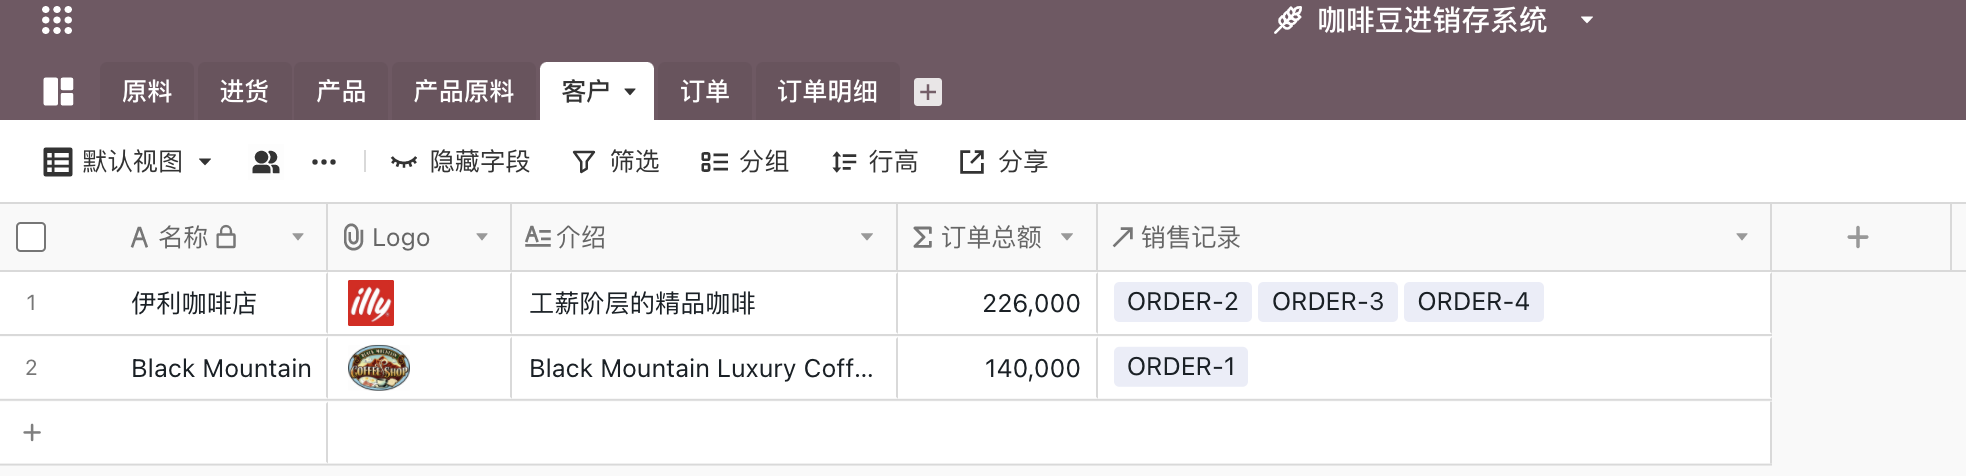 咖啡豆进销存系统
原料 进货 产品 产品原料 客户 订单 订单明细
默认视图 隐藏字段 筛选 分组 行高 分享
名称 Logo 介绍 订单总额 销售记录
1 伊利咖啡店 illy 工薪阶层的精品咖啡 226,000 ORDER-2 ORDER-3 ORDER-4
2 Black Mountain COFFEE SHOP Black Mountain Luxury Coff... 140,000 ORDER-1